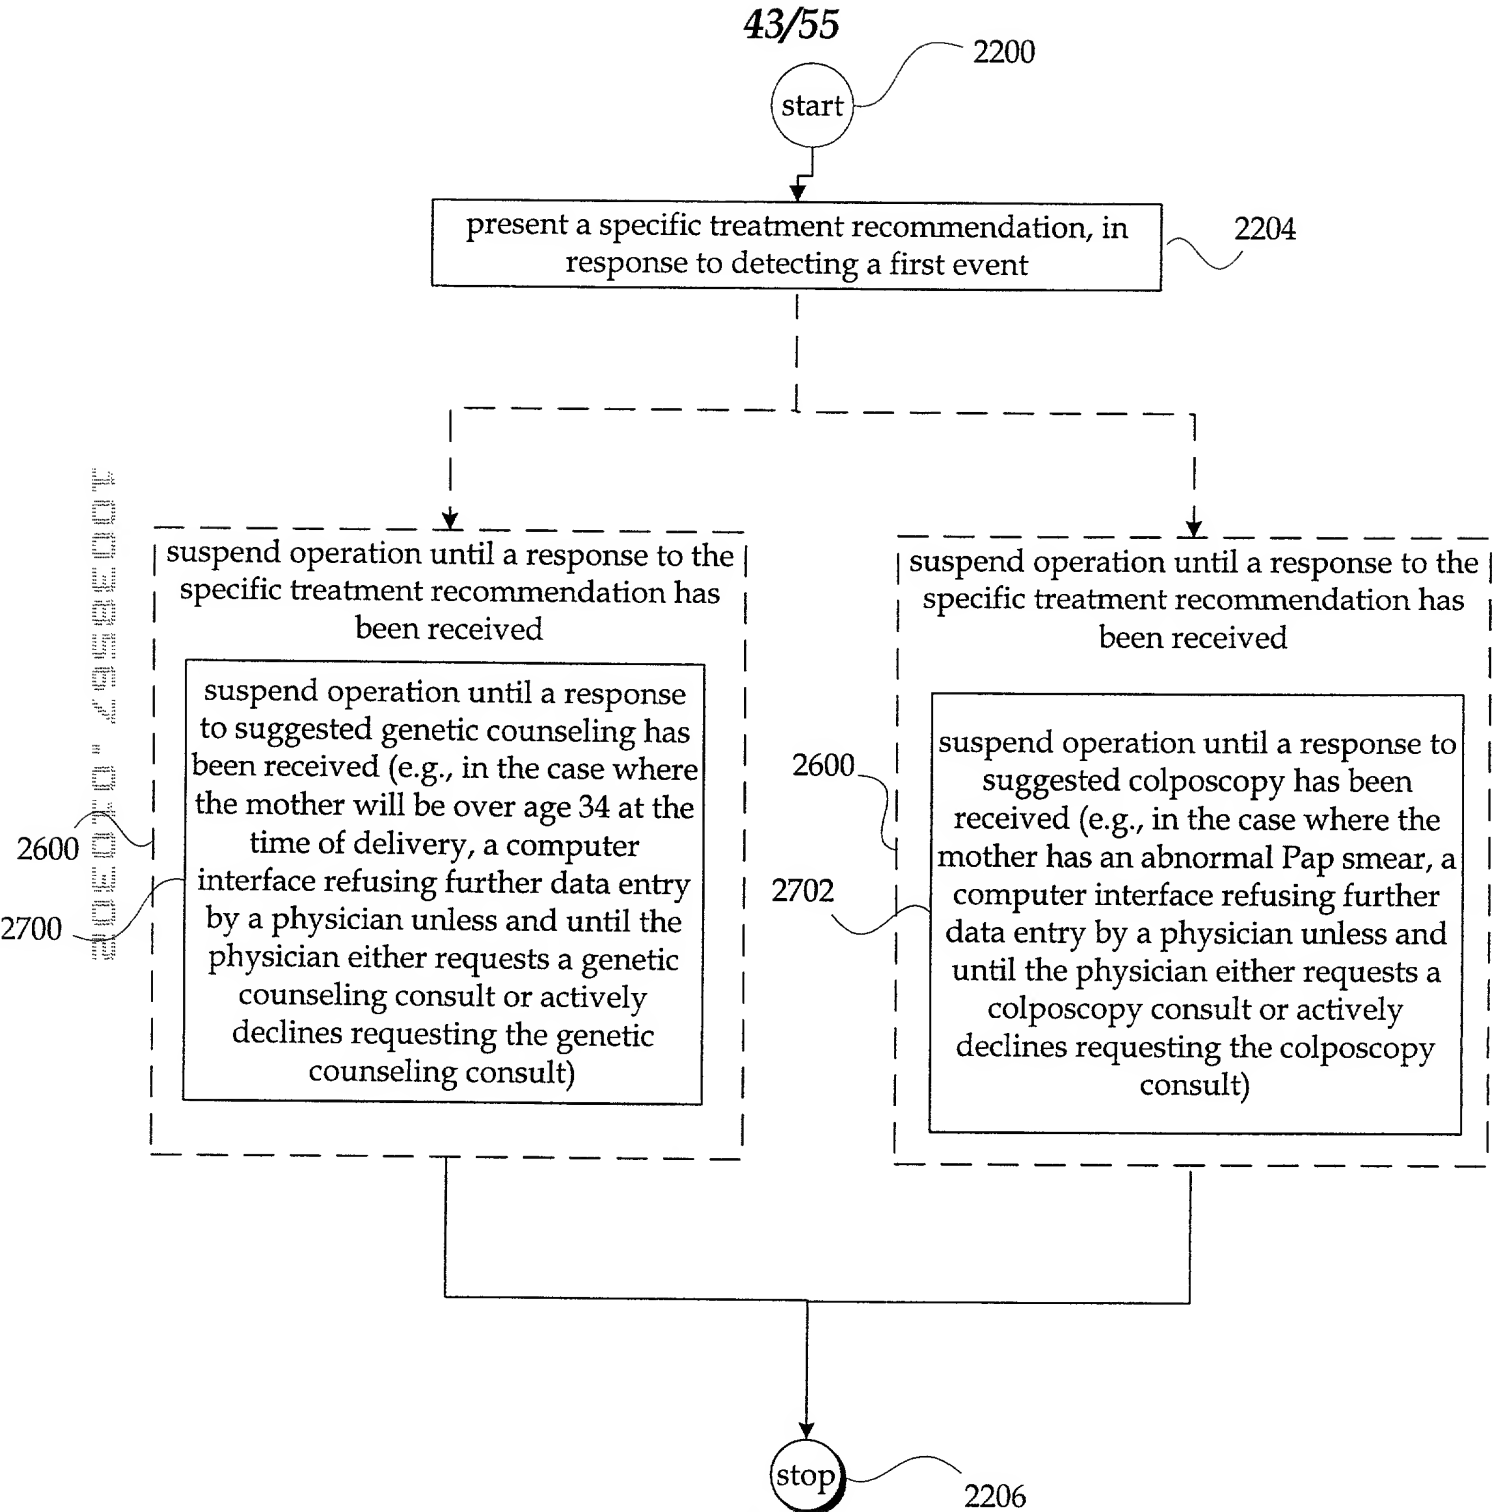 43/55
2200
start
present a specific treatment recommendation, in
response to detecting a first event
2204
suspend operation until a response to the
specific treatment recommendation has
been received
suspend operation until a response
to suggested genetic counseling has
been received (e.g., in the case where
the mother will be over age 34 at the
time of delivery, a computer
interface refusing further data entry
by a physician unless and until the
physician either requests a genetic
counseling consult or actively
declines requesting the genetic
counseling consult)
2600
2700
suspend operation until a response to the
specific treatment recommendation has
been received
suspend operation until a response to
suggested colposcopy has been
received (e.g., in the case where the
mother has an abnormal Pap smear, a
computer interface refusing further
data entry by a physician unless and
until the physician either requests a
colposcopy consult or actively
declines requesting the colposcopy
consult)
2600
2702
stop
2206
10038567 .010302